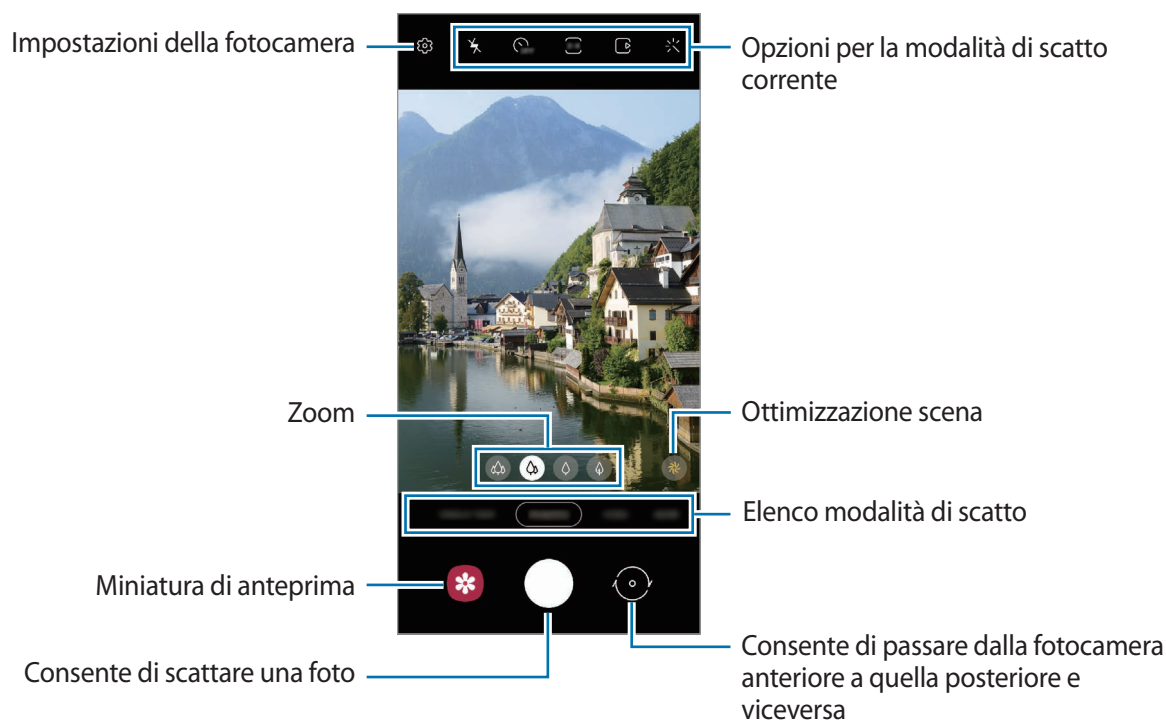 Impostazioni della fotocamera
Opzioni per la modalità di scatto
corrente
Zoom
Ottimizzazione scena
Elenco modalità di scatto
Miniatura di anteprima
Consente di scattare una foto
Consente di passare dalla fotocamera
anteriore a quella posteriore e
viceversa